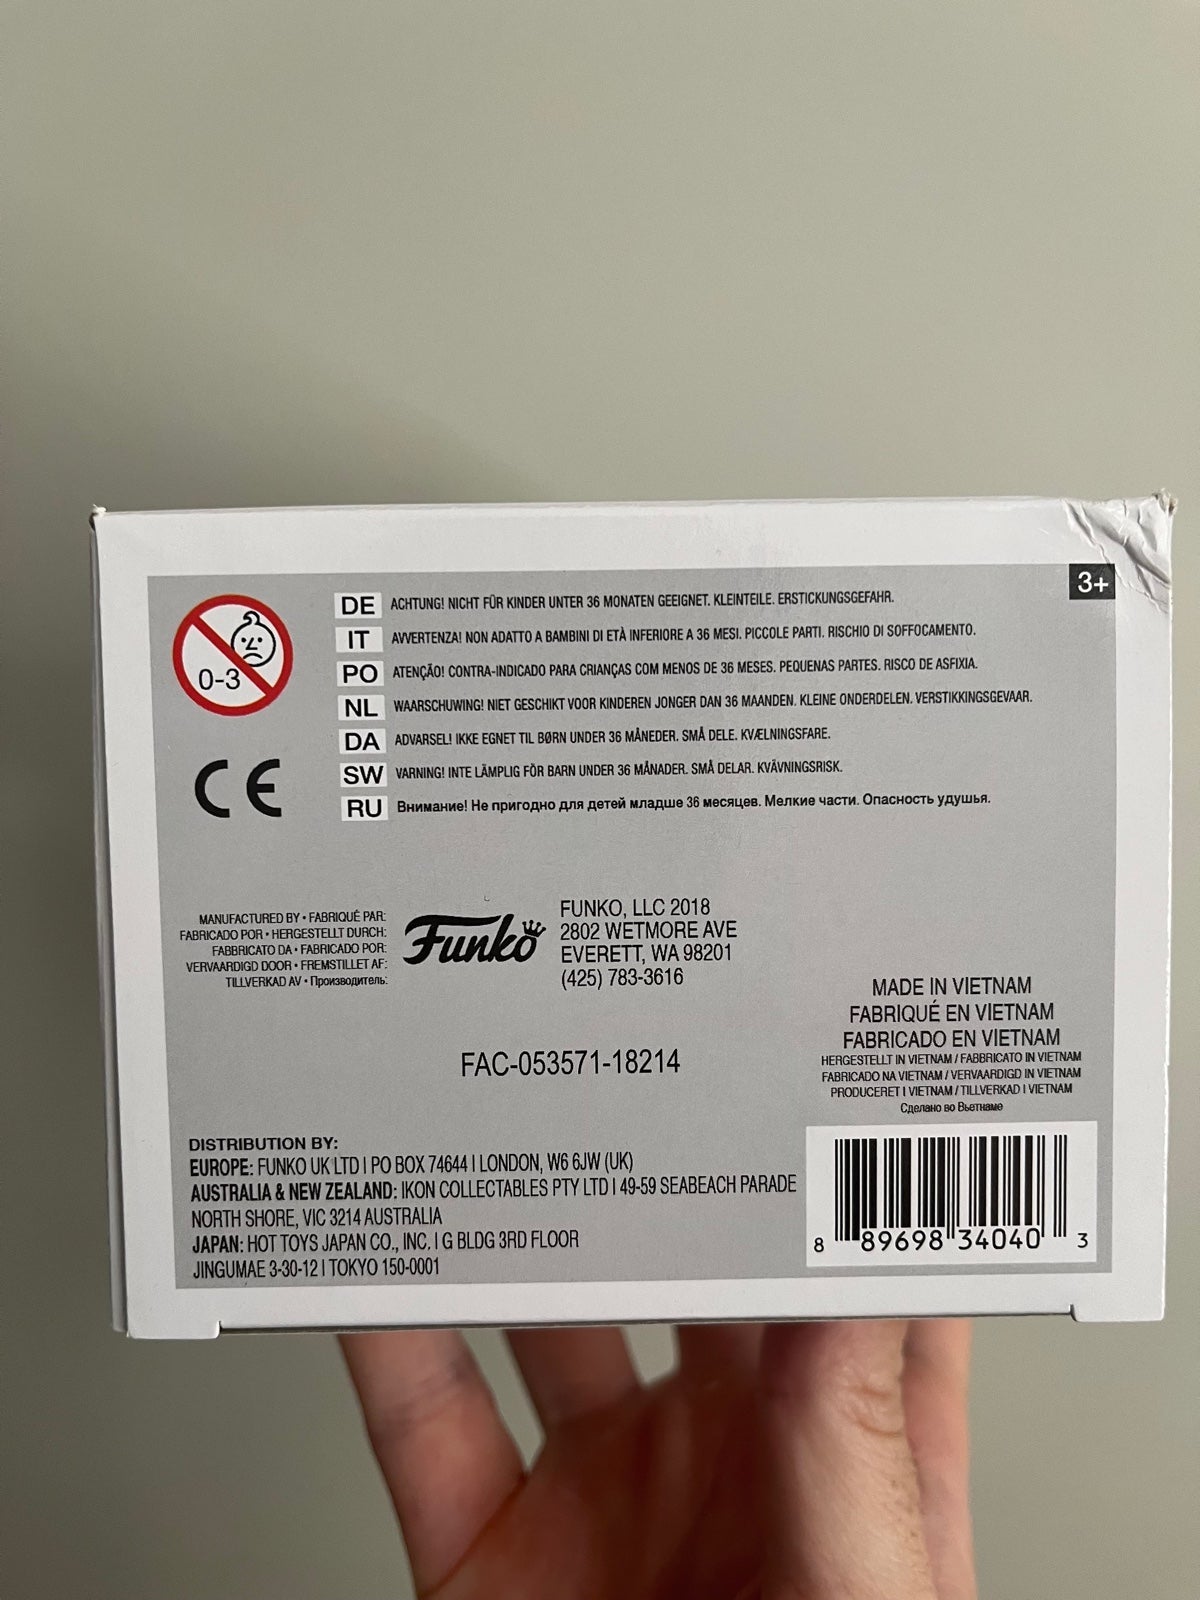 3+
0-3
DE ACHTUNG! NICHT FÜR KINDER UNTER 36 MONATEN GEEIGNET. KLEINTEILE. ERSTICKUNGSGEFAHR.
IT AVVERTENZA! NON ADATTO A BAMBINI DI ETÀ INFERIORE A 36 MESI. PICCOLE PARTI. RISCHIO DI SOFFOCAMENTO.
PO ATENÇÃO! CONTRA-INDICADO PARA CRIANÇAS COM MENOS DE 36 MESES. PEQUENAS PARTES. RISCO DE ASFIXIA.
NL WAARSCHUWING! NIET GESCHIKT VOOR KINDEREN JONGER DAN 36 MAANDEN. KLEINE ONDERDELEN. VERSTIKKINGSGEVAAR.
DA ADVARSEL! IKKE EGNET TIL BØRN UNDER 36 MÅNEDER. SMÅ DELE. KVÆLNINGSFARE.
SW VARNING! INTE LÄMPLIG FÖR BARN UNDER 36 MÅNADER. SMÅ DELAR. KVÄVNINGSRISK.
RU Внимание! Не пригодно для детей младше 36 месяцев. Мелкие части. Опасность удушья.
CE
MANUFACTURED BY • FABRIQUÉ PAR:
FABRICADO POR • HERGESTELLT DURCH:
FABBRICATO DA • FABRICADO POR:
VERVAARDIGD DOOR • FREMSTILLET AF:
TILLVERKAD AV • Производитель:
Funko
FUNKO, LLC 2018
2802 WETMORE AVE
EVERETT, WA 98201
(425) 783-3616
MADE IN VIETNAM
FABRIQUÉ EN VIETNAM
FABRICADO EN VIETNAM
HERGESTELLT IN VIETNAM / FABBRICATO IN VIETNAM
FABRICADO NA VIETNAM / VERVAARDIGD IN VIETNAM
PRODUCERET I VIETNAM / TILLVERKAD I VIETNAM
Сделано во Вьетнаме
FAC-053571-18214
DISTRIBUTION BY:
EUROPE: FUNKO UK LTD | PO BOX 74644 | LONDON, W6 6JW (UK)
AUSTRALIA & NEW ZEALAND: IKON COLLECTABLES PTY LTD | 49-59 SEABEACH PARADE
NORTH SHORE, VIC 3214 AUSTRALIA
JAPAN: HOT TOYS JAPAN CO., INC. | G BLDG 3RD FLOOR
JINGUMAE 3-30-12 | TOKYO 150-0001
8 89698 34040 3